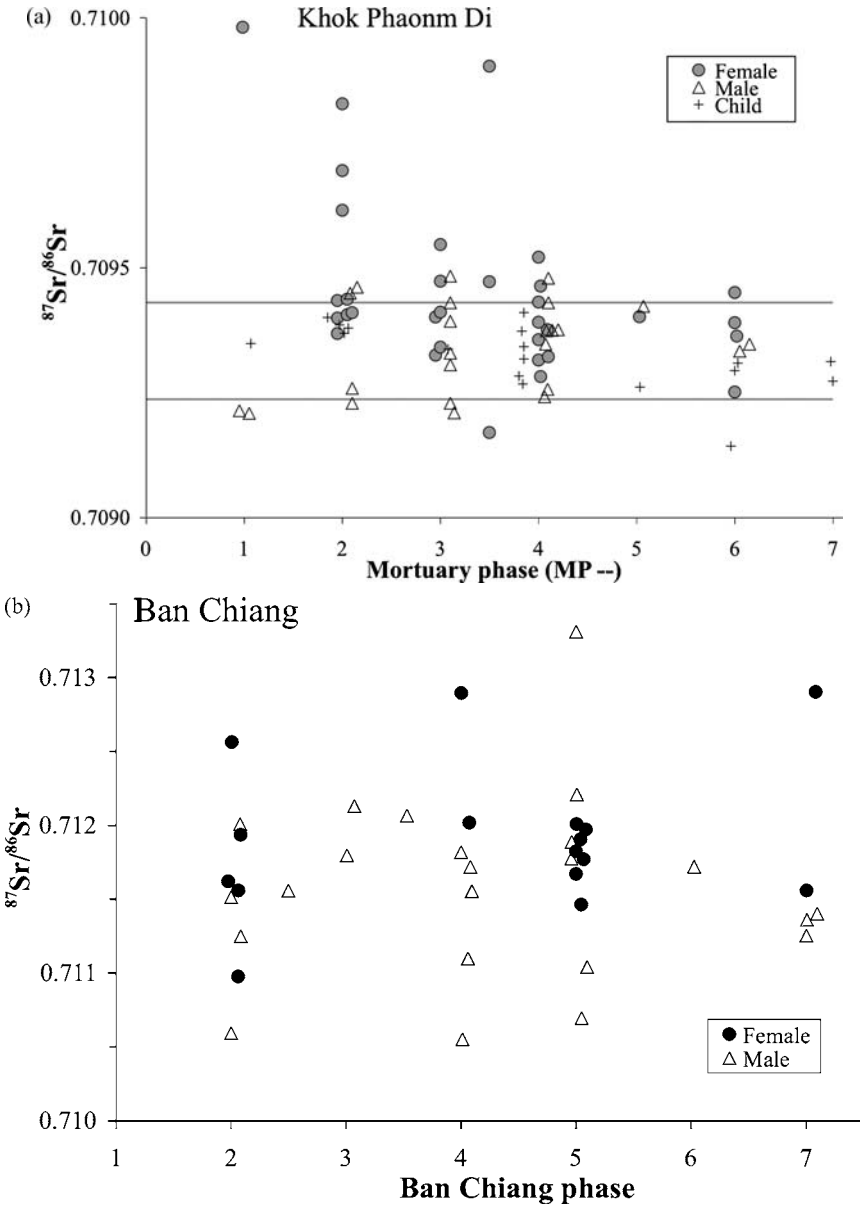 (a)
Khok Phaonm Di
0.7100
Female
Male
Child
87Sr/86Sr
0.7095
0.7090
0 1 2 3 4 5 6 7
Mortuary phase (MP --)
(b)
Ban Chiang
0.713
0.712
87Sr/86Sr
0.711
Female
Male
0.710
1 2 3 4 5 6 7
Ban Chiang phase